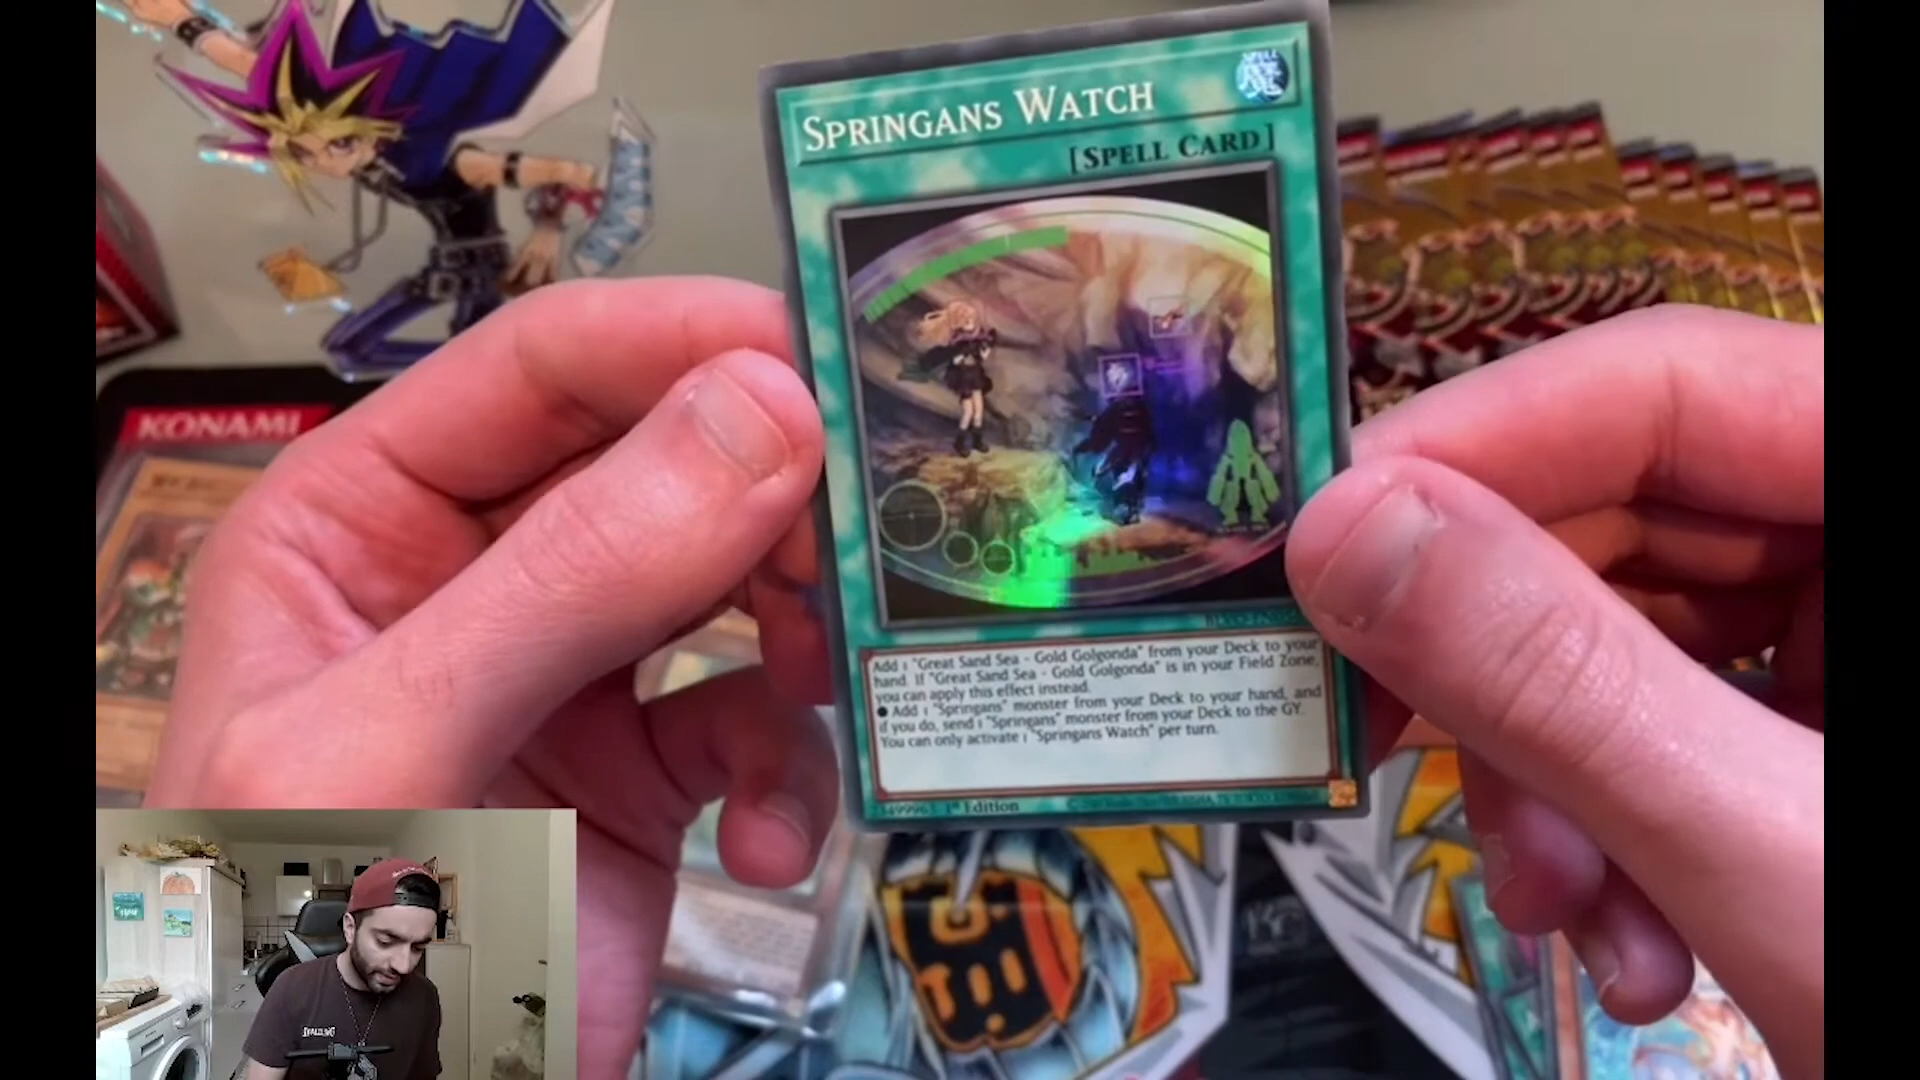 SPRINGANS WATCH
[SPELL CARD]
KONAMI
Add 1 "Great Sand Sea - Gold Golgonda" from your Deck to your
hand. If "Great Sand Sea - Gold Golgonda" is in your Field Zone,
you can apply this effect instead.
● Add 1 "Springans" monster from your Deck to your hand, and
if you do, send 1 "Springans" monster from your Deck to the GY.
You can only activate 1 "Springans Watch" per turn.
1st Edition
SPALDING